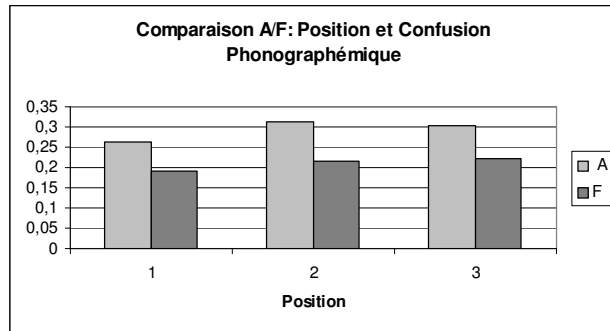 Comparaison A/F: Position et Confusion
Phonographémique
0,35
0,3
0,25
0,2
0,15
0,1
0,05
0
1 2 3
Position
A
F